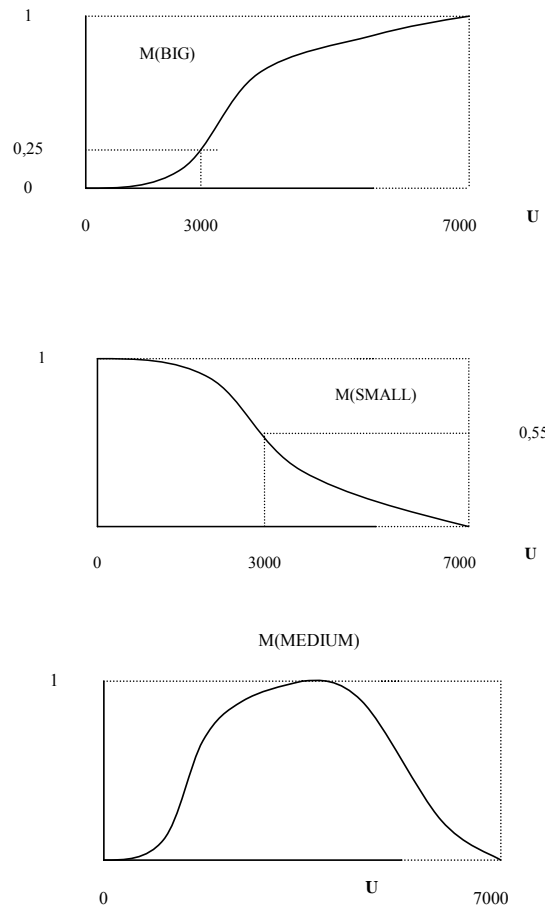 1
M(BIG)
0,25
0
0 3000 7000 U
1
M(SMALL)
0,55
0 3000 7000 U
M(MEDIUM)
1
0 U 7000